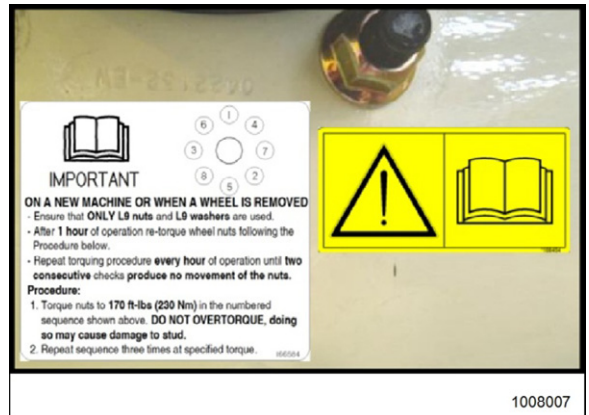 1
6 4
3 7
8 2
5
IMPORTANT
ON A NEW MACHINE OR WHEN A WHEEL IS REMOVED
- Ensure that ONLY L9 nuts and L9 washers are used.
- After 1 hour of operation re-torque wheel nuts following the
Procedure below.
- Repeat torquing procedure every hour of operation until two
consecutive checks produce no movement of the nuts.
Procedure:
1. Torque nuts to 170 ft-lbs (230 Nm) in the numbered
sequence shown above. DO NOT OVERTORQUE, doing
so may cause damage to stud.
2. Repeat sequence three times at specified torque.
1008007